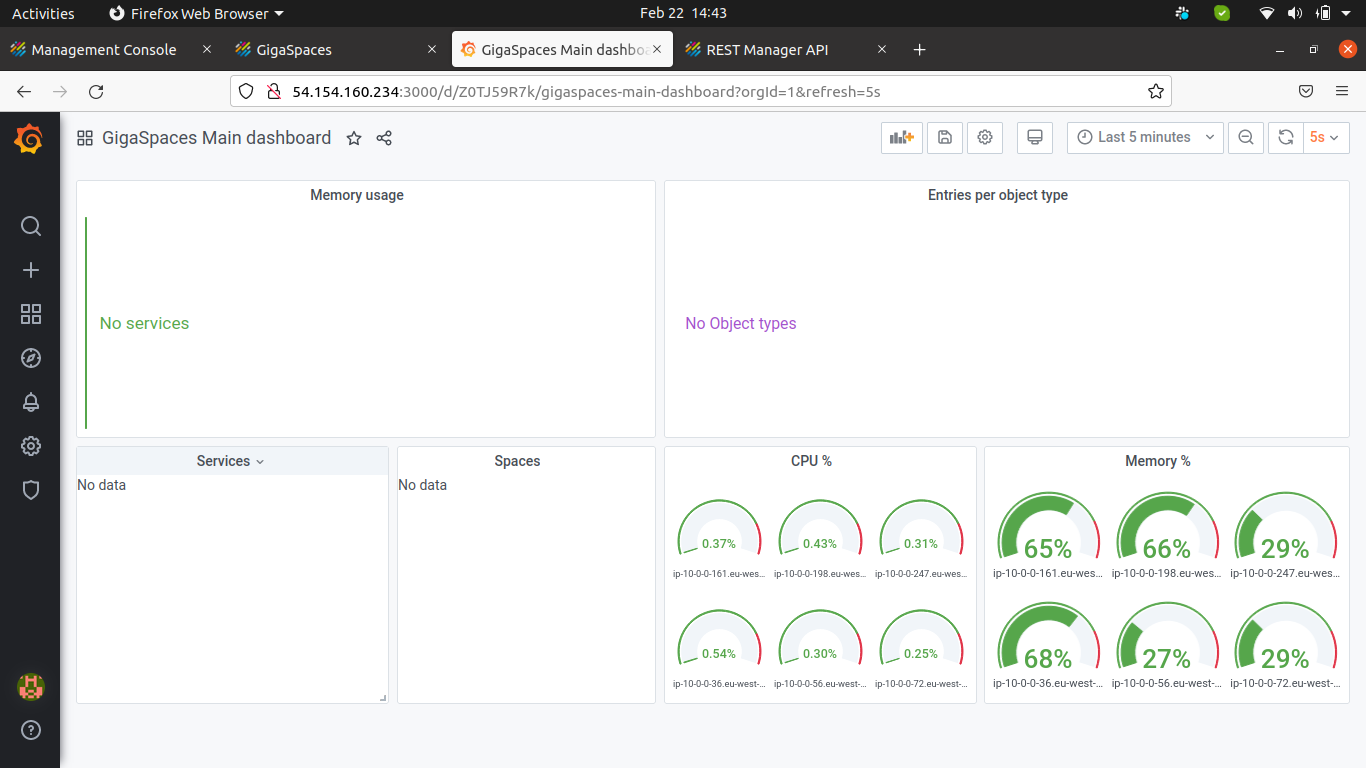 Activities
Firefox Web Browser
Feb 22 14:43
Management Console
GigaSpaces
GigaSpaces Main dashboa
REST Manager API
54.154.160.234:3000/d/Z0TJ59R7k/gigaspaces-main-dashboard?orgId=1&refresh=5s
GigaSpaces Main dashboard
Last 5 minutes
5s
Memory usage
Entries per object type
No services
No Object types
Services
Spaces
CPU %
Memory %
No data
No data
0.37%
0.43%
0.31%
65%
66%
29%
ip-10-0-0-161.eu-wes...
ip-10-0-0-198.eu-wes...
ip-10-0-0-247.eu-wes...
ip-10-0-0-161.eu-wes...
ip-10-0-0-198.eu-wes...
ip-10-0-0-247.eu-wes...
0.54%
0.30%
0.25%
68%
27%
29%
ip-10-0-0-36.eu-west-...
ip-10-0-0-56.eu-west-...
ip-10-0-0-72.eu-west-...
ip-10-0-0-36.eu-west-...
ip-10-0-0-56.eu-west-...
ip-10-0-0-72.eu-west-...